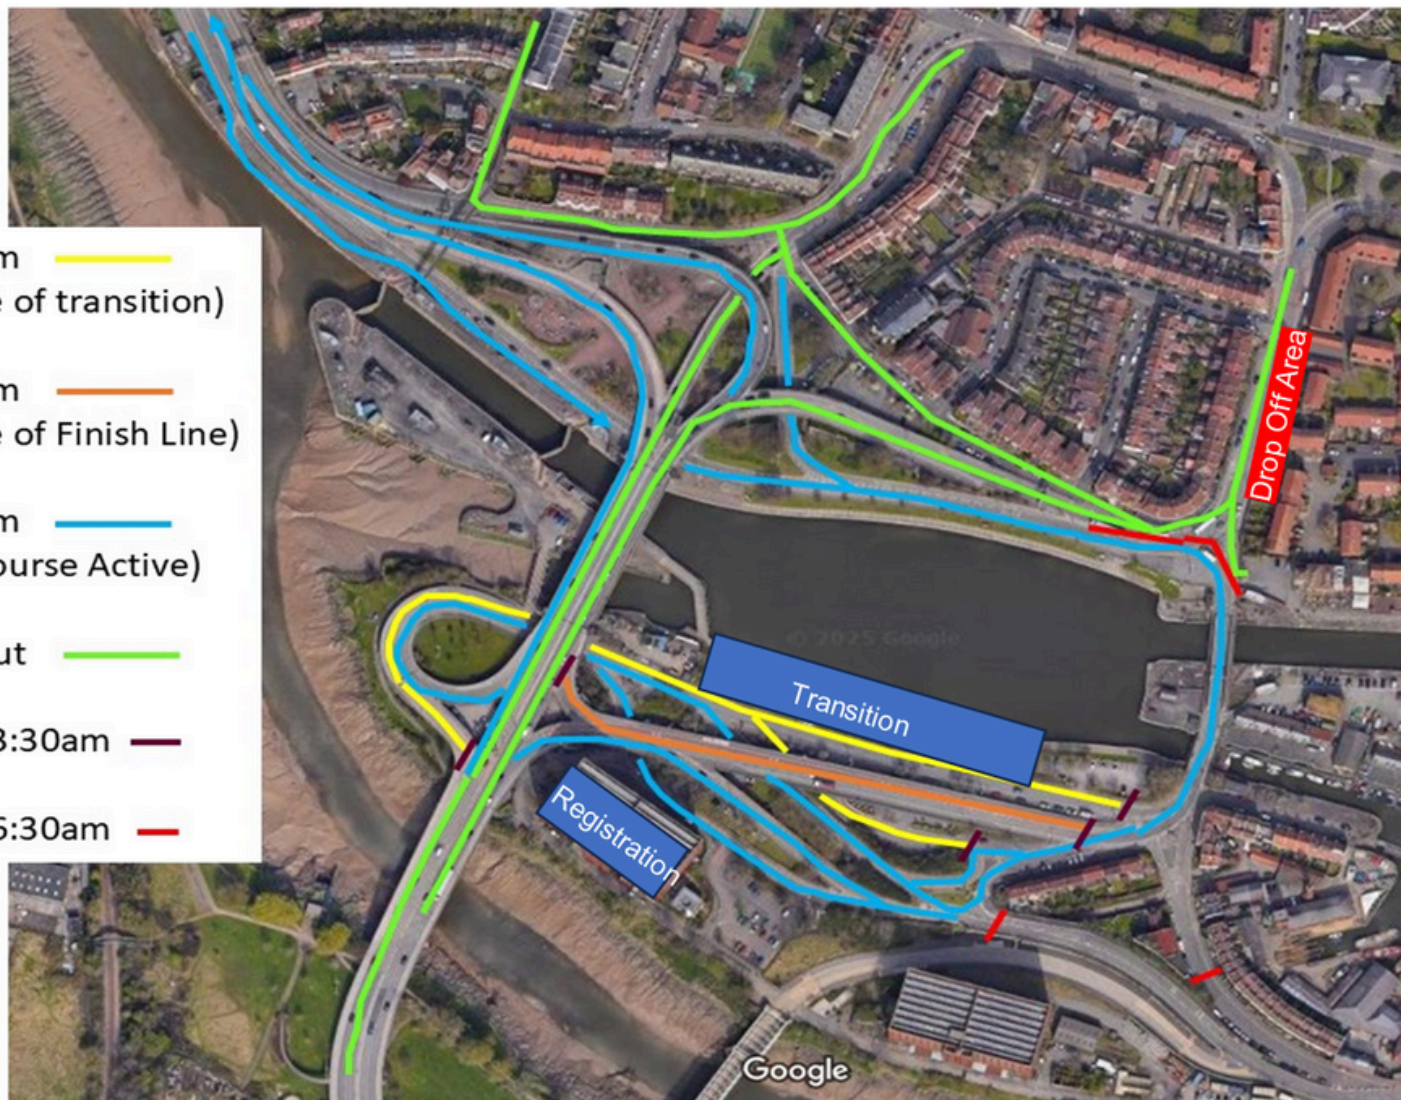 m
e of transition)
m
e of Finish Line)
m
ourse Active)
ut
3:30am
5:30am
Drop Off Area
© 2025 Google
Transition
Registration
Google